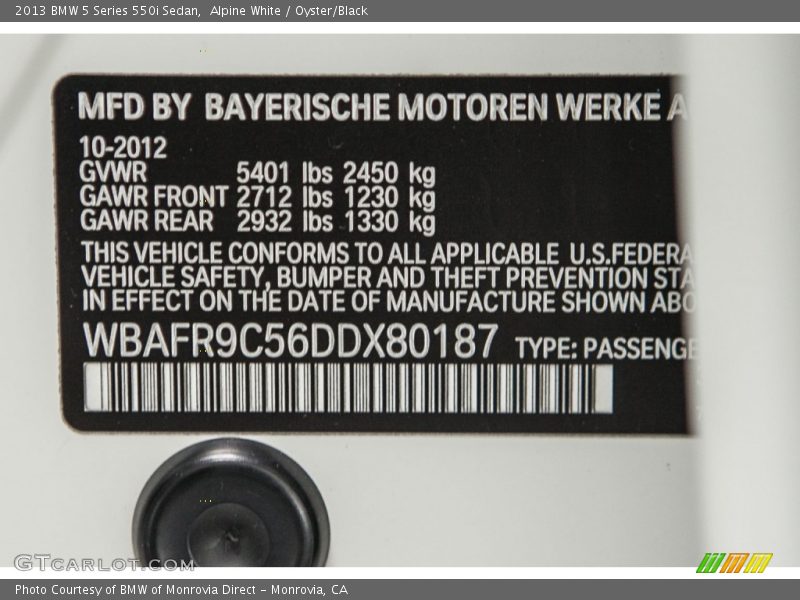 2013 BMW 5 Series 550i Sedan,  Alpine White / Oyster/Black
MFD BY BAYERISCHE MOTOREN WERKE A
10-2012
GVWR 5401 lbs 2450 kg
GAWR FRONT 2712 lbs 1230 kg
GAWR REAR 2932 lbs 1330 kg
THIS VEHICLE CONFORMS TO ALL APPLICABLE U.S.FEDERA
VEHICLE SAFETY, BUMPER AND THEFT PREVENTION STA
IN EFFECT ON THE DATE OF MANUFACTURE SHOWN ABO
WBAFR9C56DDX80187 TYPE: PASSENGE
GTCARLOT.COM
Photo Courtesy of BMW of Monrovia Direct - Monrovia, CA